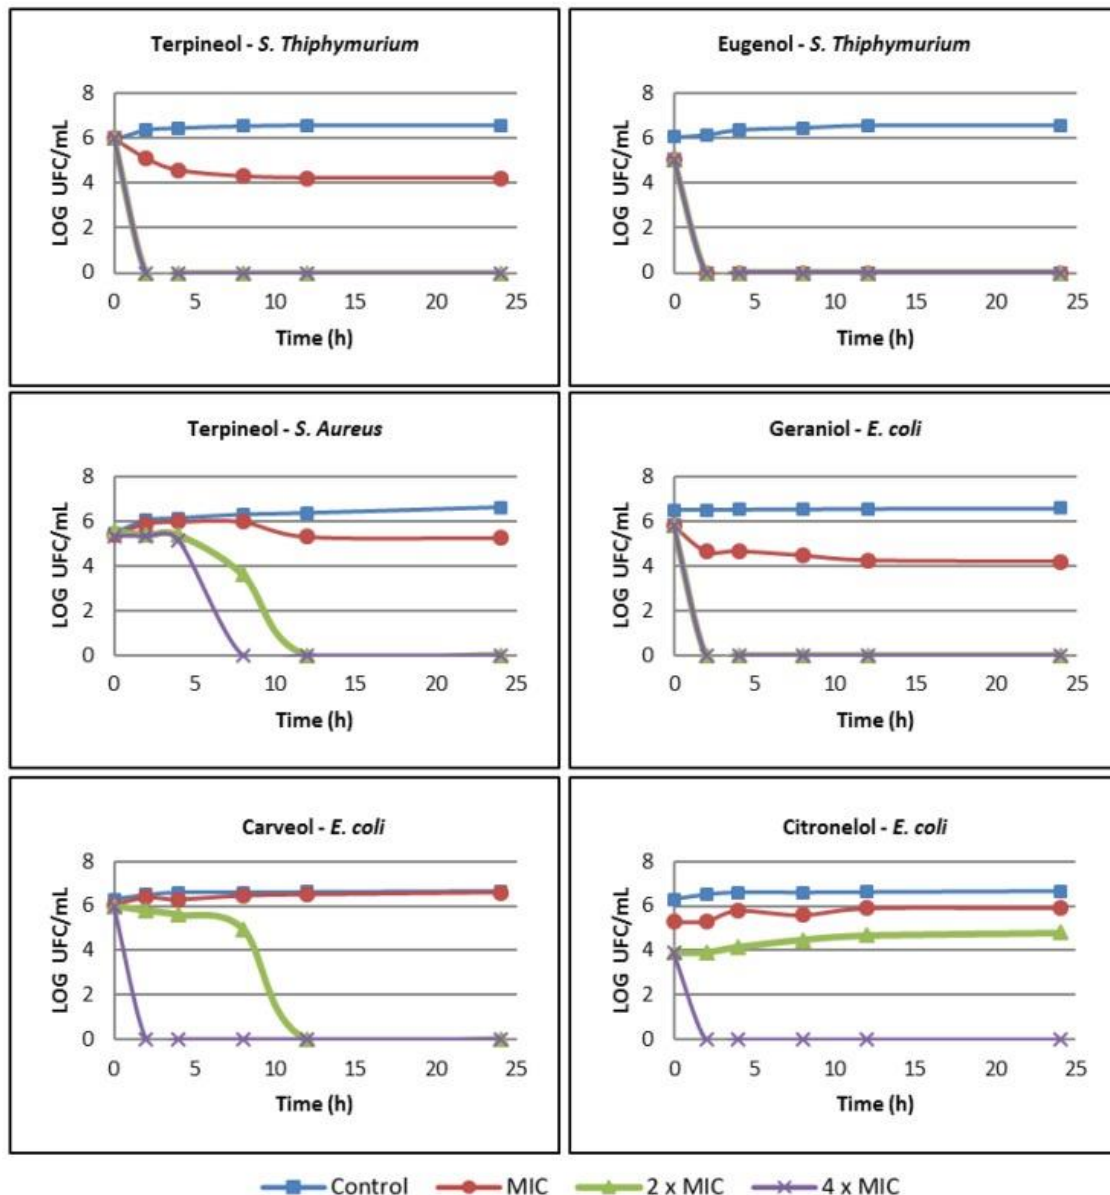 Terpineol - S. Thiphymurium
LOG UFC/mL
8
6
4
2
0
0 5 10 15 20 25
Time (h)
Eugenol - S. Thiphymurium
LOG UFC/mL
8
6
4
2
0
0 5 10 15 20 25
Time (h)
Terpineol - S. Aureus
LOG UFC/mL
8
6
4
2
0
0 5 10 15 20 25
Time (h)
Geraniol - E. coli
LOG UFC/mL
8
6
4
2
0
0 5 10 15 20 25
Time (h)
Carveol - E. coli
LOG UFC/mL
8
6
4
2
0
0 5 10 15 20 25
Time (h)
Citronelol - E. coli
LOG UFC/mL
8
6
4
2
0
0 5 10 15 20 25
Time (h)
Control MIC 2 x MIC 4 x MIC